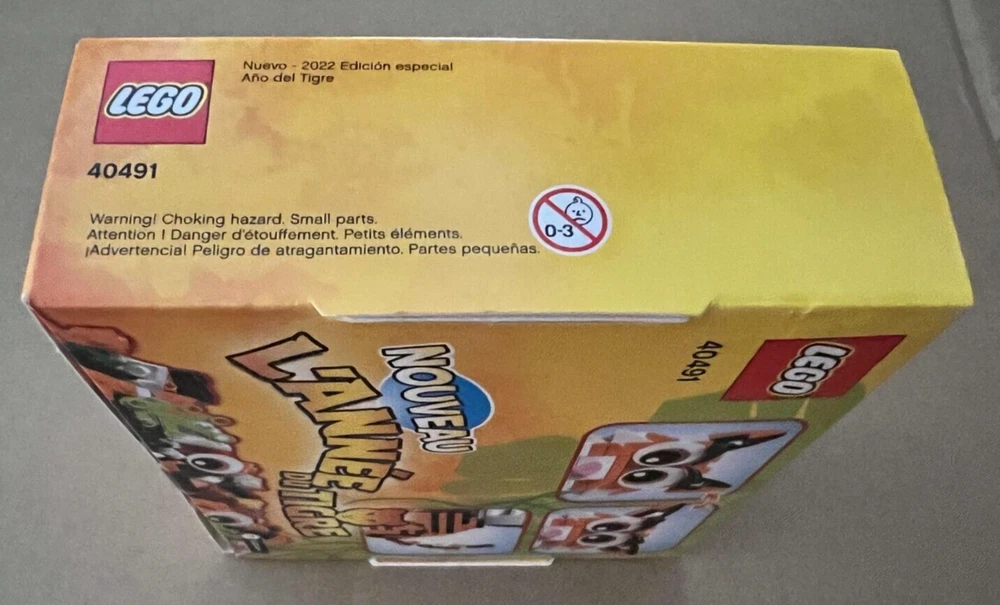 LEGO
Nuevo - 2022 Edición especial
Año del Tigre
40491
Warning! Choking hazard. Small parts.
Attention ! Danger d'étouffement. Petits éléments.
¡Advertencia! Peligro de atragantamiento. Partes pequeñas.
0-3
NOUVEAU
L'ANNÉE
DU TIGRE
40491
LEGO